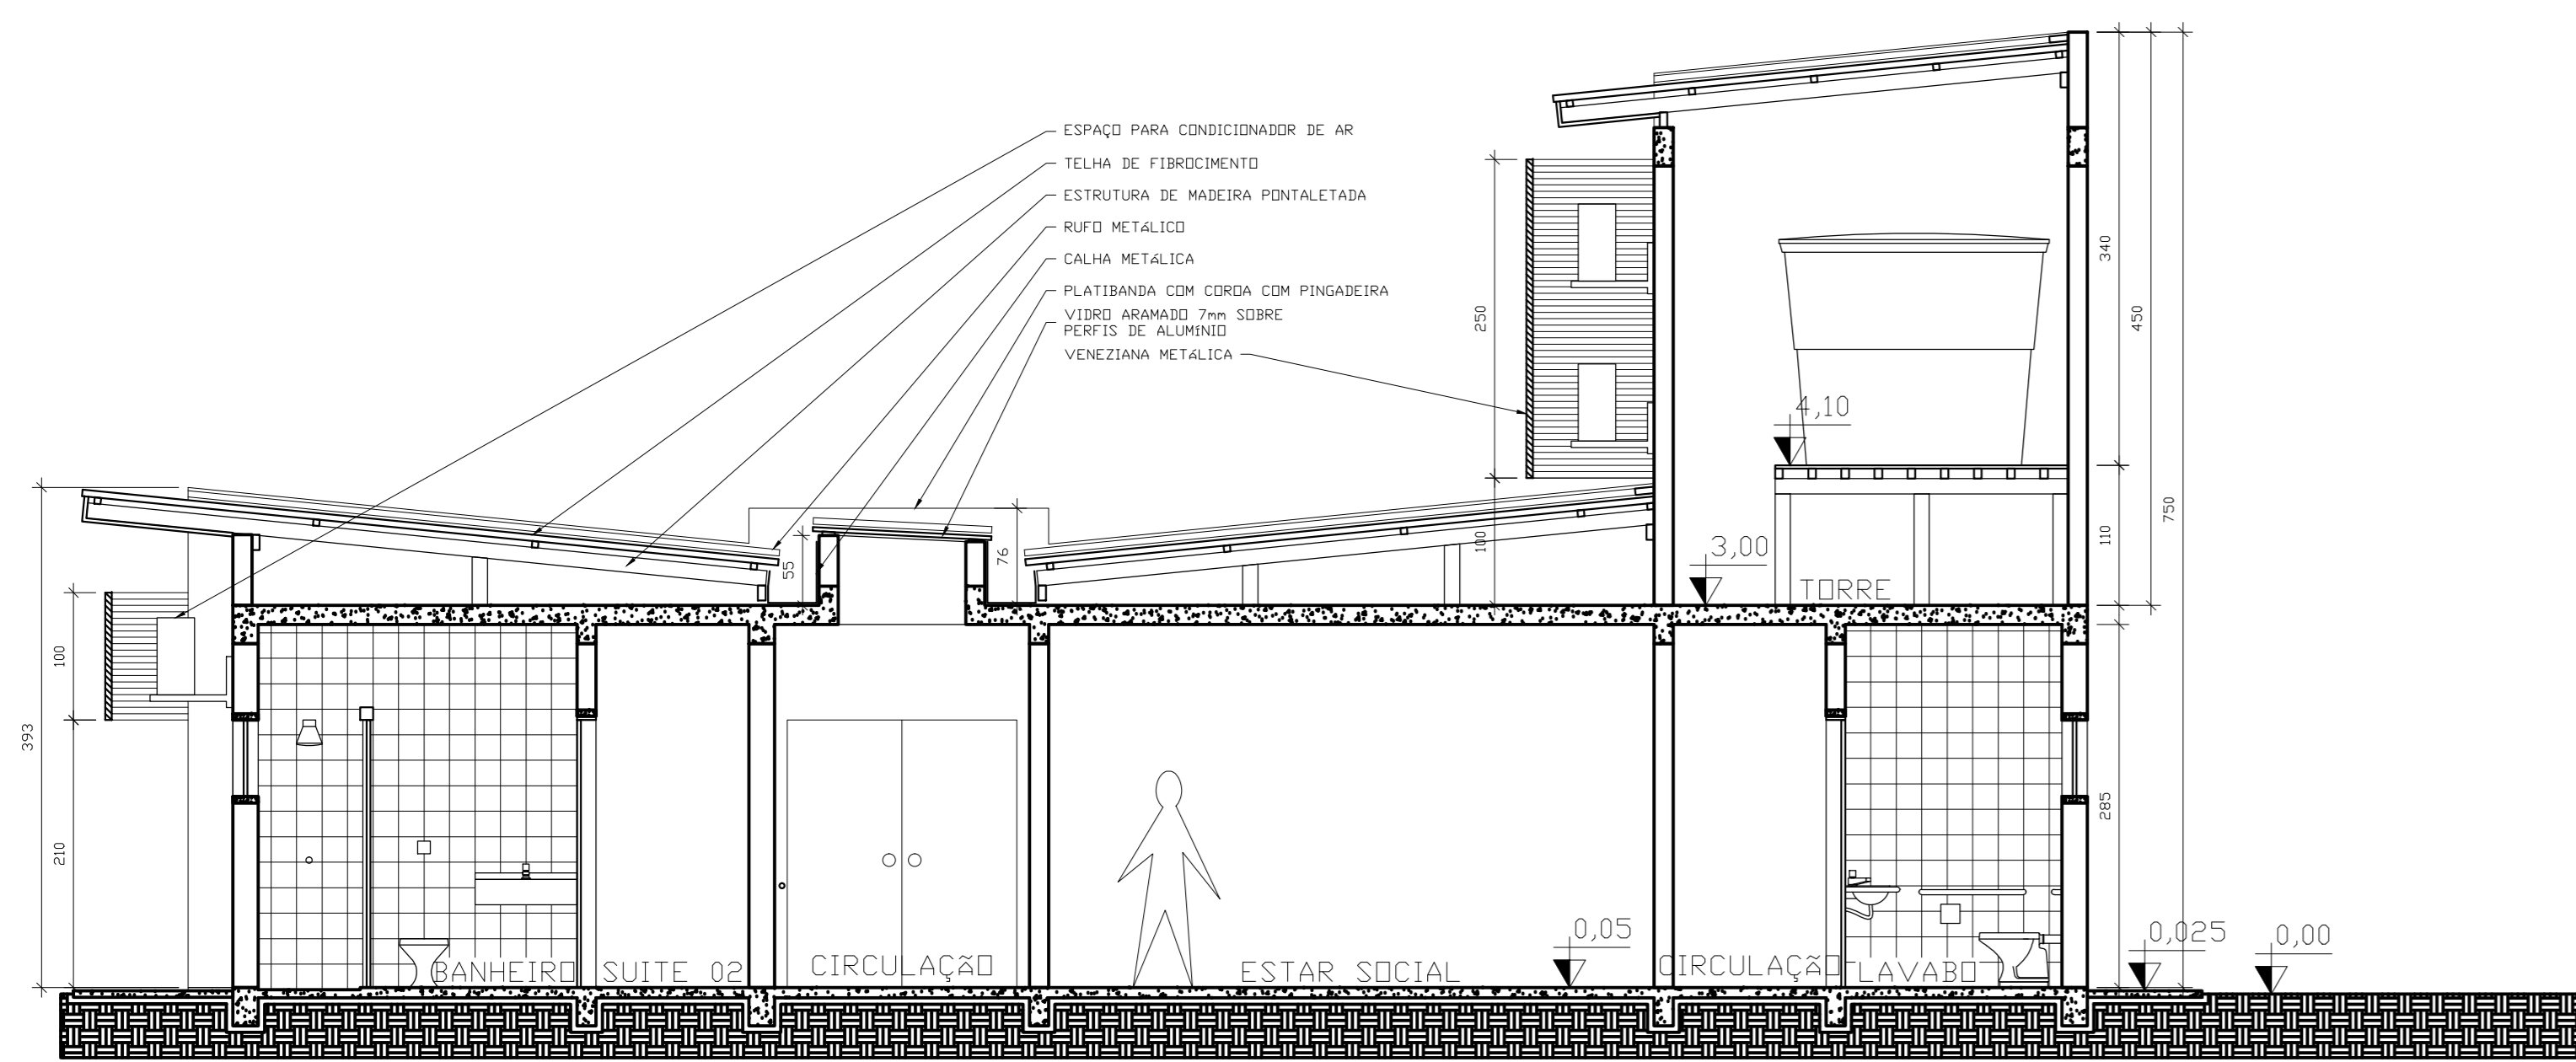 ESPAÇO PARA CONDICIONADOR DE AR
TELHA DE FIBROCIMENTO
ESTRUTURA DE MADEIRA PONTALETADA
RUFO METáLICO
CALHA METáLICA
PLATIBANDA COM COROA COM PINGADEIRA
VIDRO ARAMADO 7mm SOBRE
PERFIS DE ALUMíNIO
VENEZIANA METáLICA
250
340
450
750
110
4,10
3,00
TORRE
100
76
55
393
100
210
285
0,05
0,025
0,00
BANHEIRO
SUITE 02
CIRCULAÇãO
ESTAR SOCIAL
CIRCULAÇãO
LAVABO